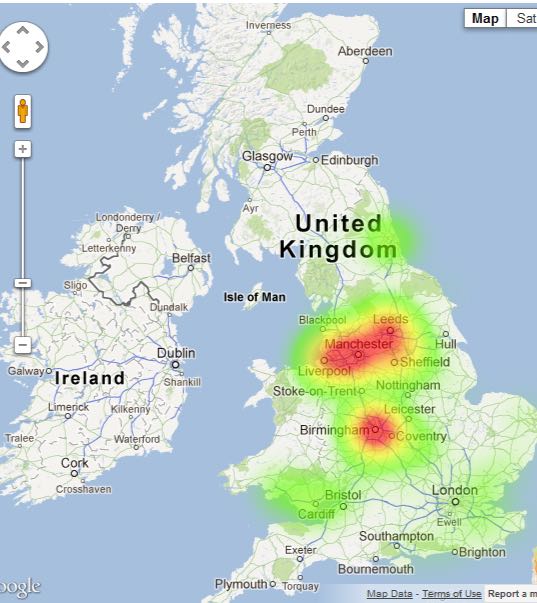 Map
Sat
Inverness
Aberdeen
Dundee
Perth
Glasgow
Edinburgh
Ayr
United
Kingdom
Londonderry /
Derry
Letterkenny
Belfast
Sligo
Isle of Man
Dundalk
Blackpool
Leeds
Manchester
Hull
Liverpool
Sheffield
Dublin
Galway
Ireland
Shankill
Stoke-on-Trent
Nottingham
Limerick
Kilkenny
Leicester
Birmingham
Coventry
Tralee
Waterford
Cork
Crosshaven
London
Bristol
Cardiff
Ewell
Southampton
Brighton
Exeter
Bournemouth
Plymouth
Torquay
oogle
Map Data - Terms of Use Report a m